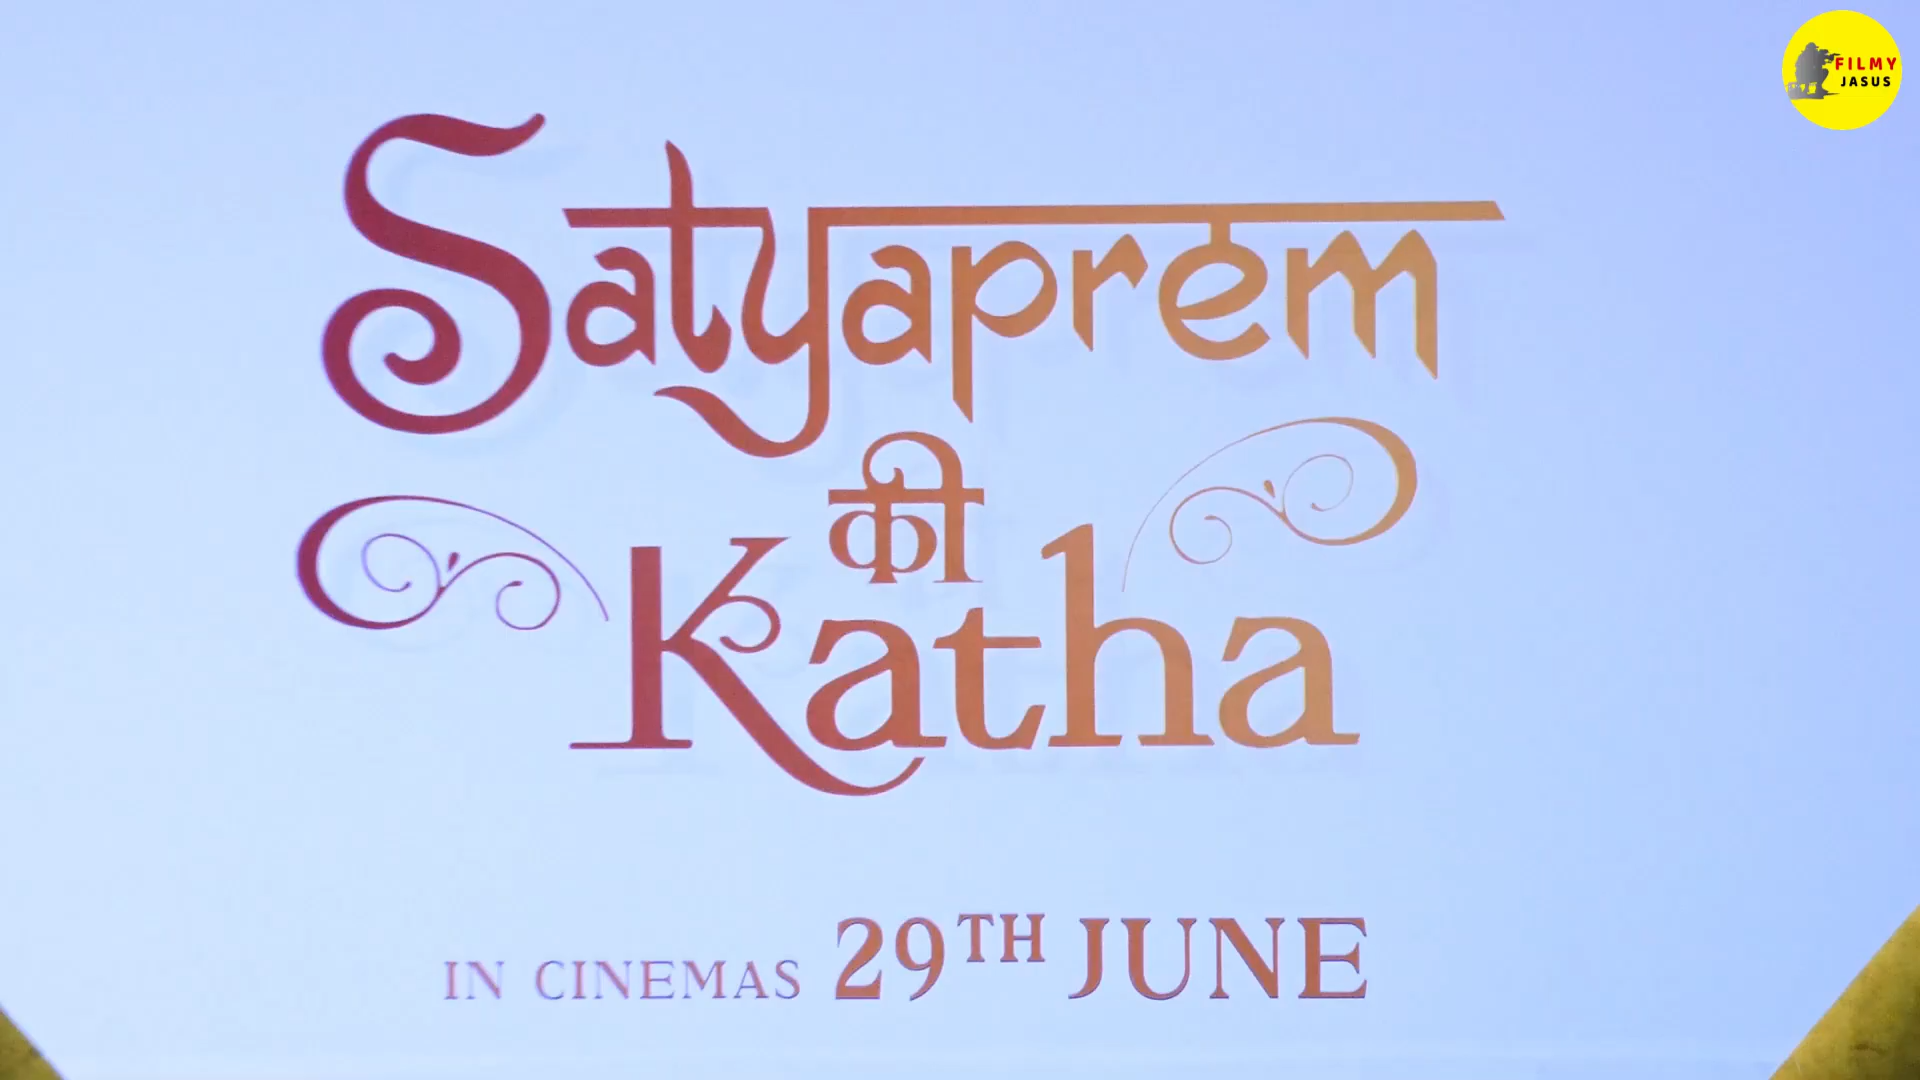 FILMY
JASUS
Satyaprem
की
Katha
IN CINEMAS 29TH JUNE